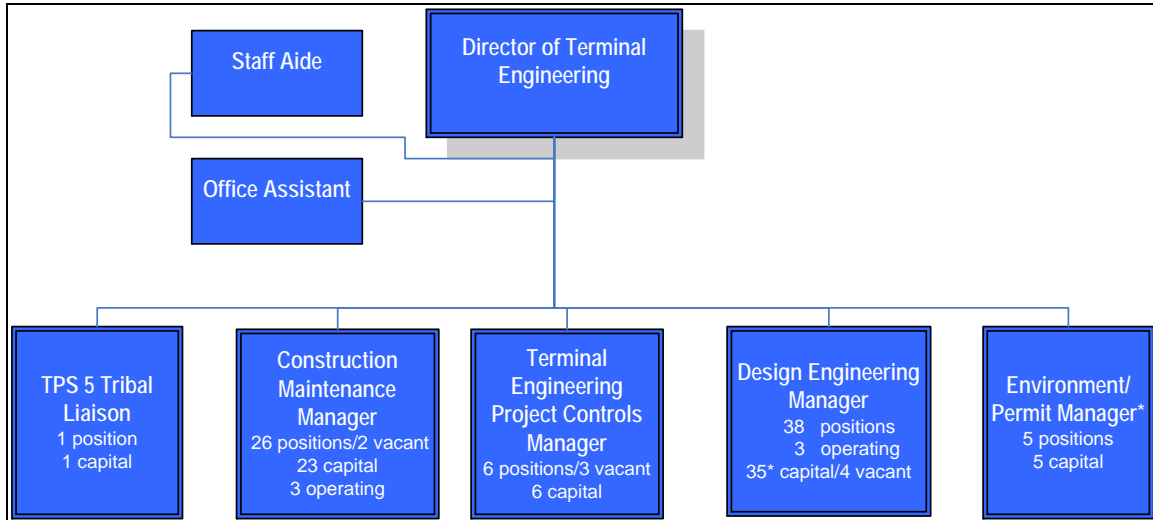 Staff Aide
Director of Terminal
Engineering
Office Assistant
TPS 5 Tribal
Liaison
1 position
1 capital
Construction
Maintenance
Manager
26 positions/2 vacant
23 capital
3 operating
Terminal
Engineering
Project Controls
Manager
6 positions/3 vacant
6 capital
Design Engineering
Manager
38 positions
3 operating
35* capital/4 vacant
Environment/
Permit Manager*
5 positions
5 capital